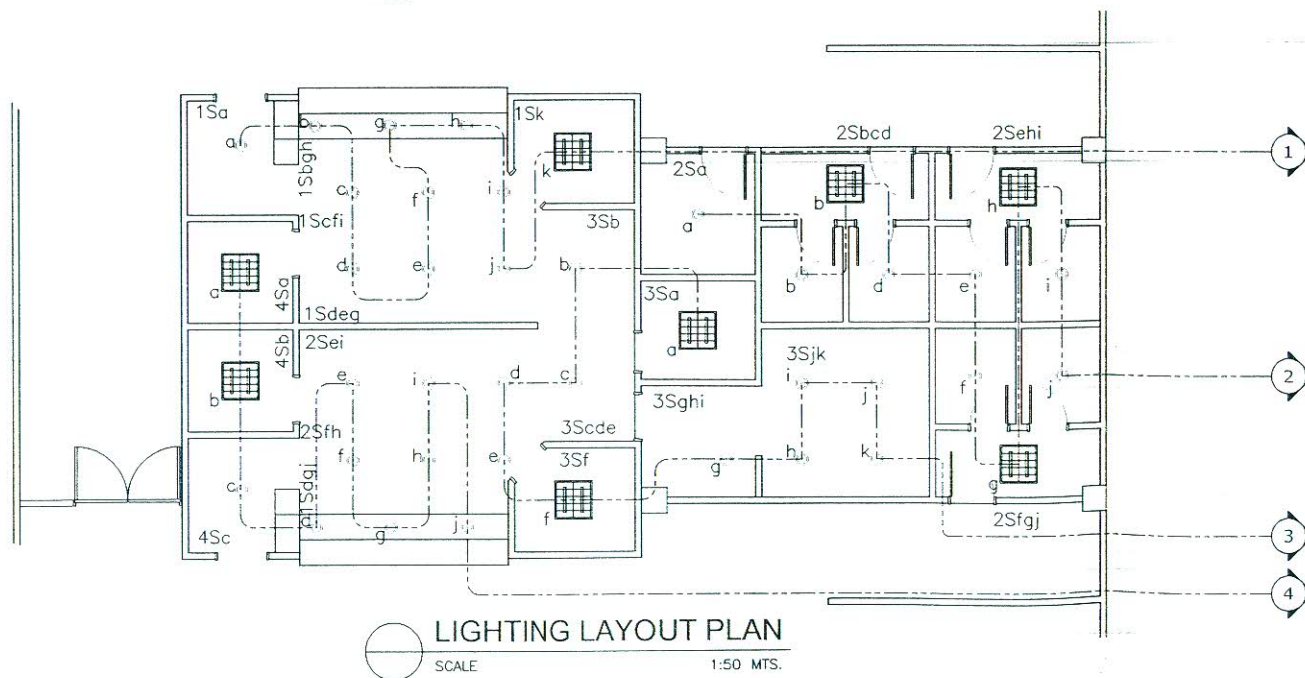 1Sa
a
b
g
h
1Sk
k
2Sbcd
2Sehi
1
1Sbgh
c
f
i
2Sa
a
b
h
1Scfi
3Sb
d
e
j
b
b
d
e
i
a
4Sa
3Sa
1Sdeg
a
4Sb
2Sei
b
e
i
d
c
3Sjk
i
j
f
j
2
3Sghi
2Sfh
3Scde
f
h
e
3Sf
g
h
k
g
c
1Sdgj
f
2Sfgj
4Sc
d
g
j
3
4
LIGHTING LAYOUT PLAN
SCALE 1:50 MTS.